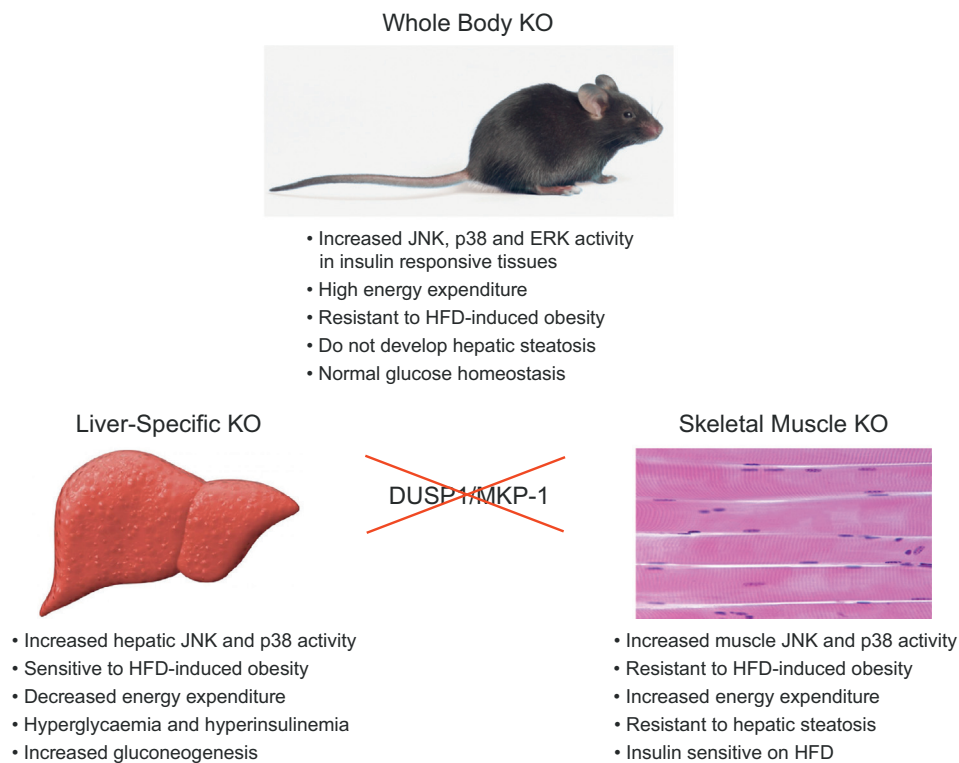 Whole Body KO
• Increased JNK, p38 and ERK activity
in insulin responsive tissues
• High energy expenditure
• Resistant to HFD-induced obesity
• Do not develop hepatic steatosis
• Normal glucose homeostasis
Liver-Specific KO
DUSP1/MKP-1
Skeletal Muscle KO
• Increased hepatic JNK and p38 activity
• Sensitive to HFD-induced obesity
• Decreased energy expenditure
• Hyperglycaemia and hyperinsulinemia
• Increased gluconeogenesis
• Increased muscle JNK and p38 activity
• Resistant to HFD-induced obesity
• Increased energy expenditure
• Resistant to hepatic steatosis
• Insulin sensitive on HFD